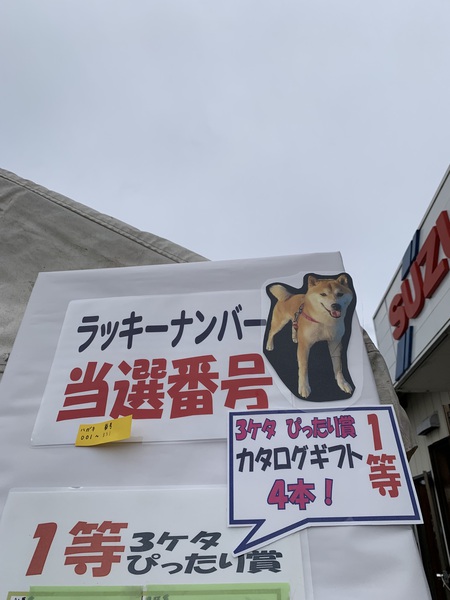 ラッキーナンバー
当選番号
3ケタ ぴったり賞
カタログギフト
4本!
1等
1等
3ケタ
ぴったり賞
SUZU